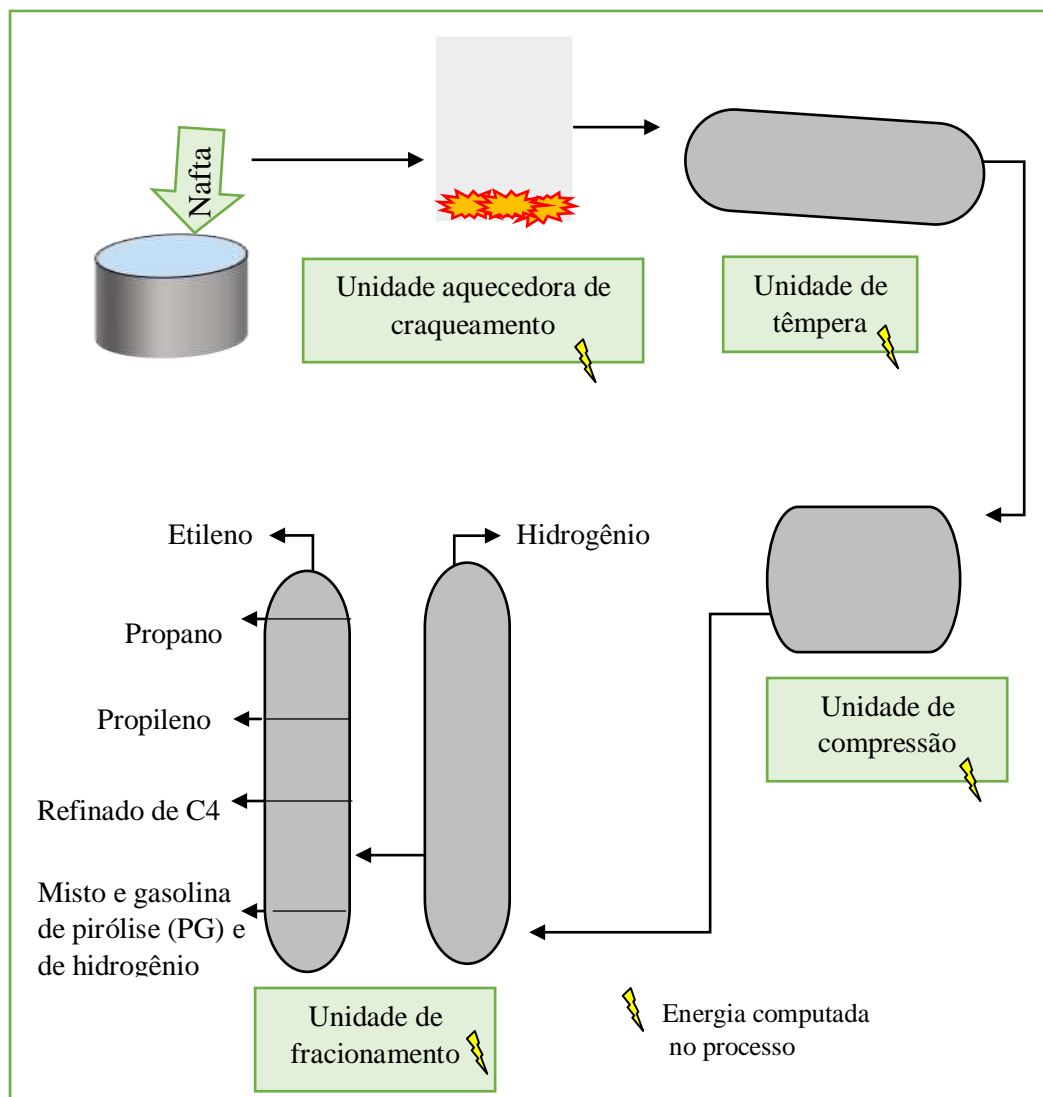 Nafta
Unidade aquecedora de
craqueamento
Unidade de
têmpera
Etileno
Hidrogênio
Propano
Propileno
Refinado de C4
Misto e gasolina
de pirólise (PG) e
de hidrogênio
Unidade de
compressão
Unidade de
fracionamento
Energia computada
no processo